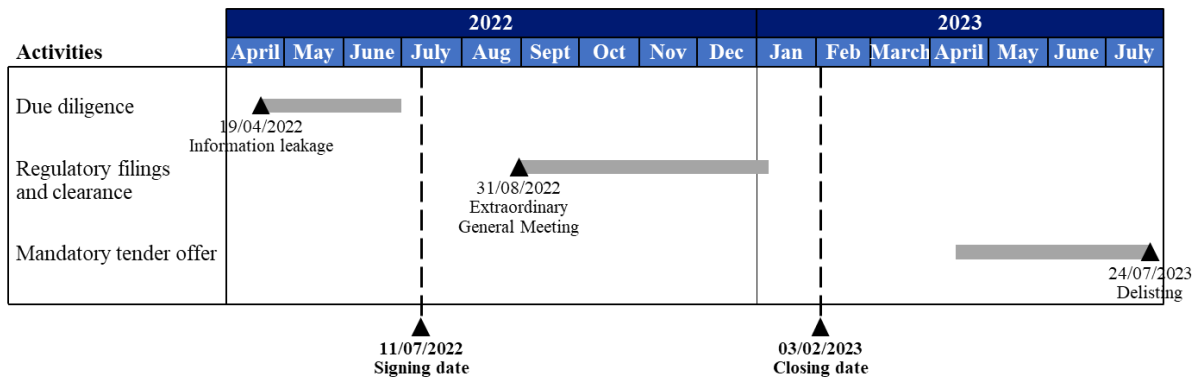 2022 2023
Activities April May June July Aug Sept Oct Nov Dec Jan Feb March April May June July
Due diligence
19/04/2022
Information leakage
Regulatory filings
and clearance
31/08/2022
Extraordinary
General Meeting
Mandatory tender offer
24/07/2023
Delisting
11/07/2022
Signing date
03/02/2023
Closing date